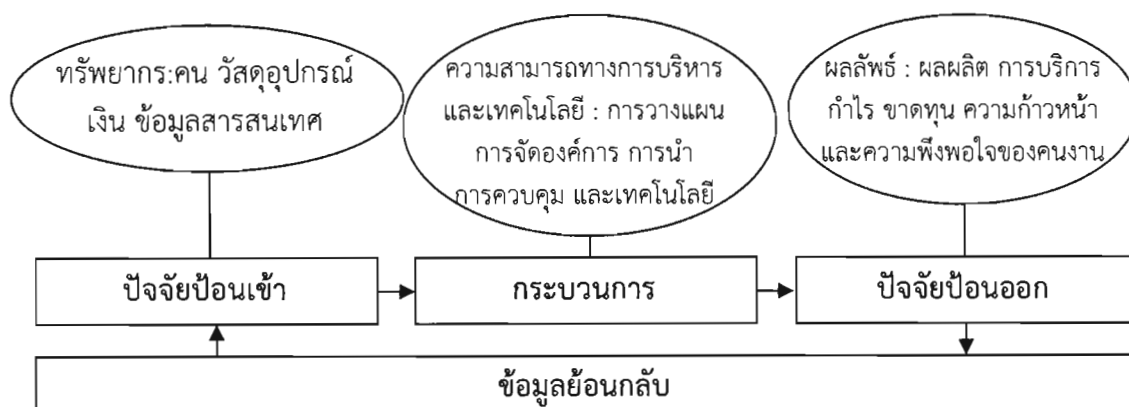 ทรัพยากร:คน วัสดุอุปกรณ์
เงิน ข้อมูลสารสนเทศ
ความสามารถทางการบริหาร
และเทคโนโลยี : การวางแผน
การจัดองค์การ การนำ
การควบคุม และเทคโนโลยี
ผลลัพธ์ : ผลผลิต การบริการ
กำไร ขาดทุน ความก้าวหน้า
และความพึงพอใจของคนงาน
ปัจจัยป้อนเข้า
กระบวนการ
ปัจจัยป้อนออก
ข้อมูลย้อนกลับ